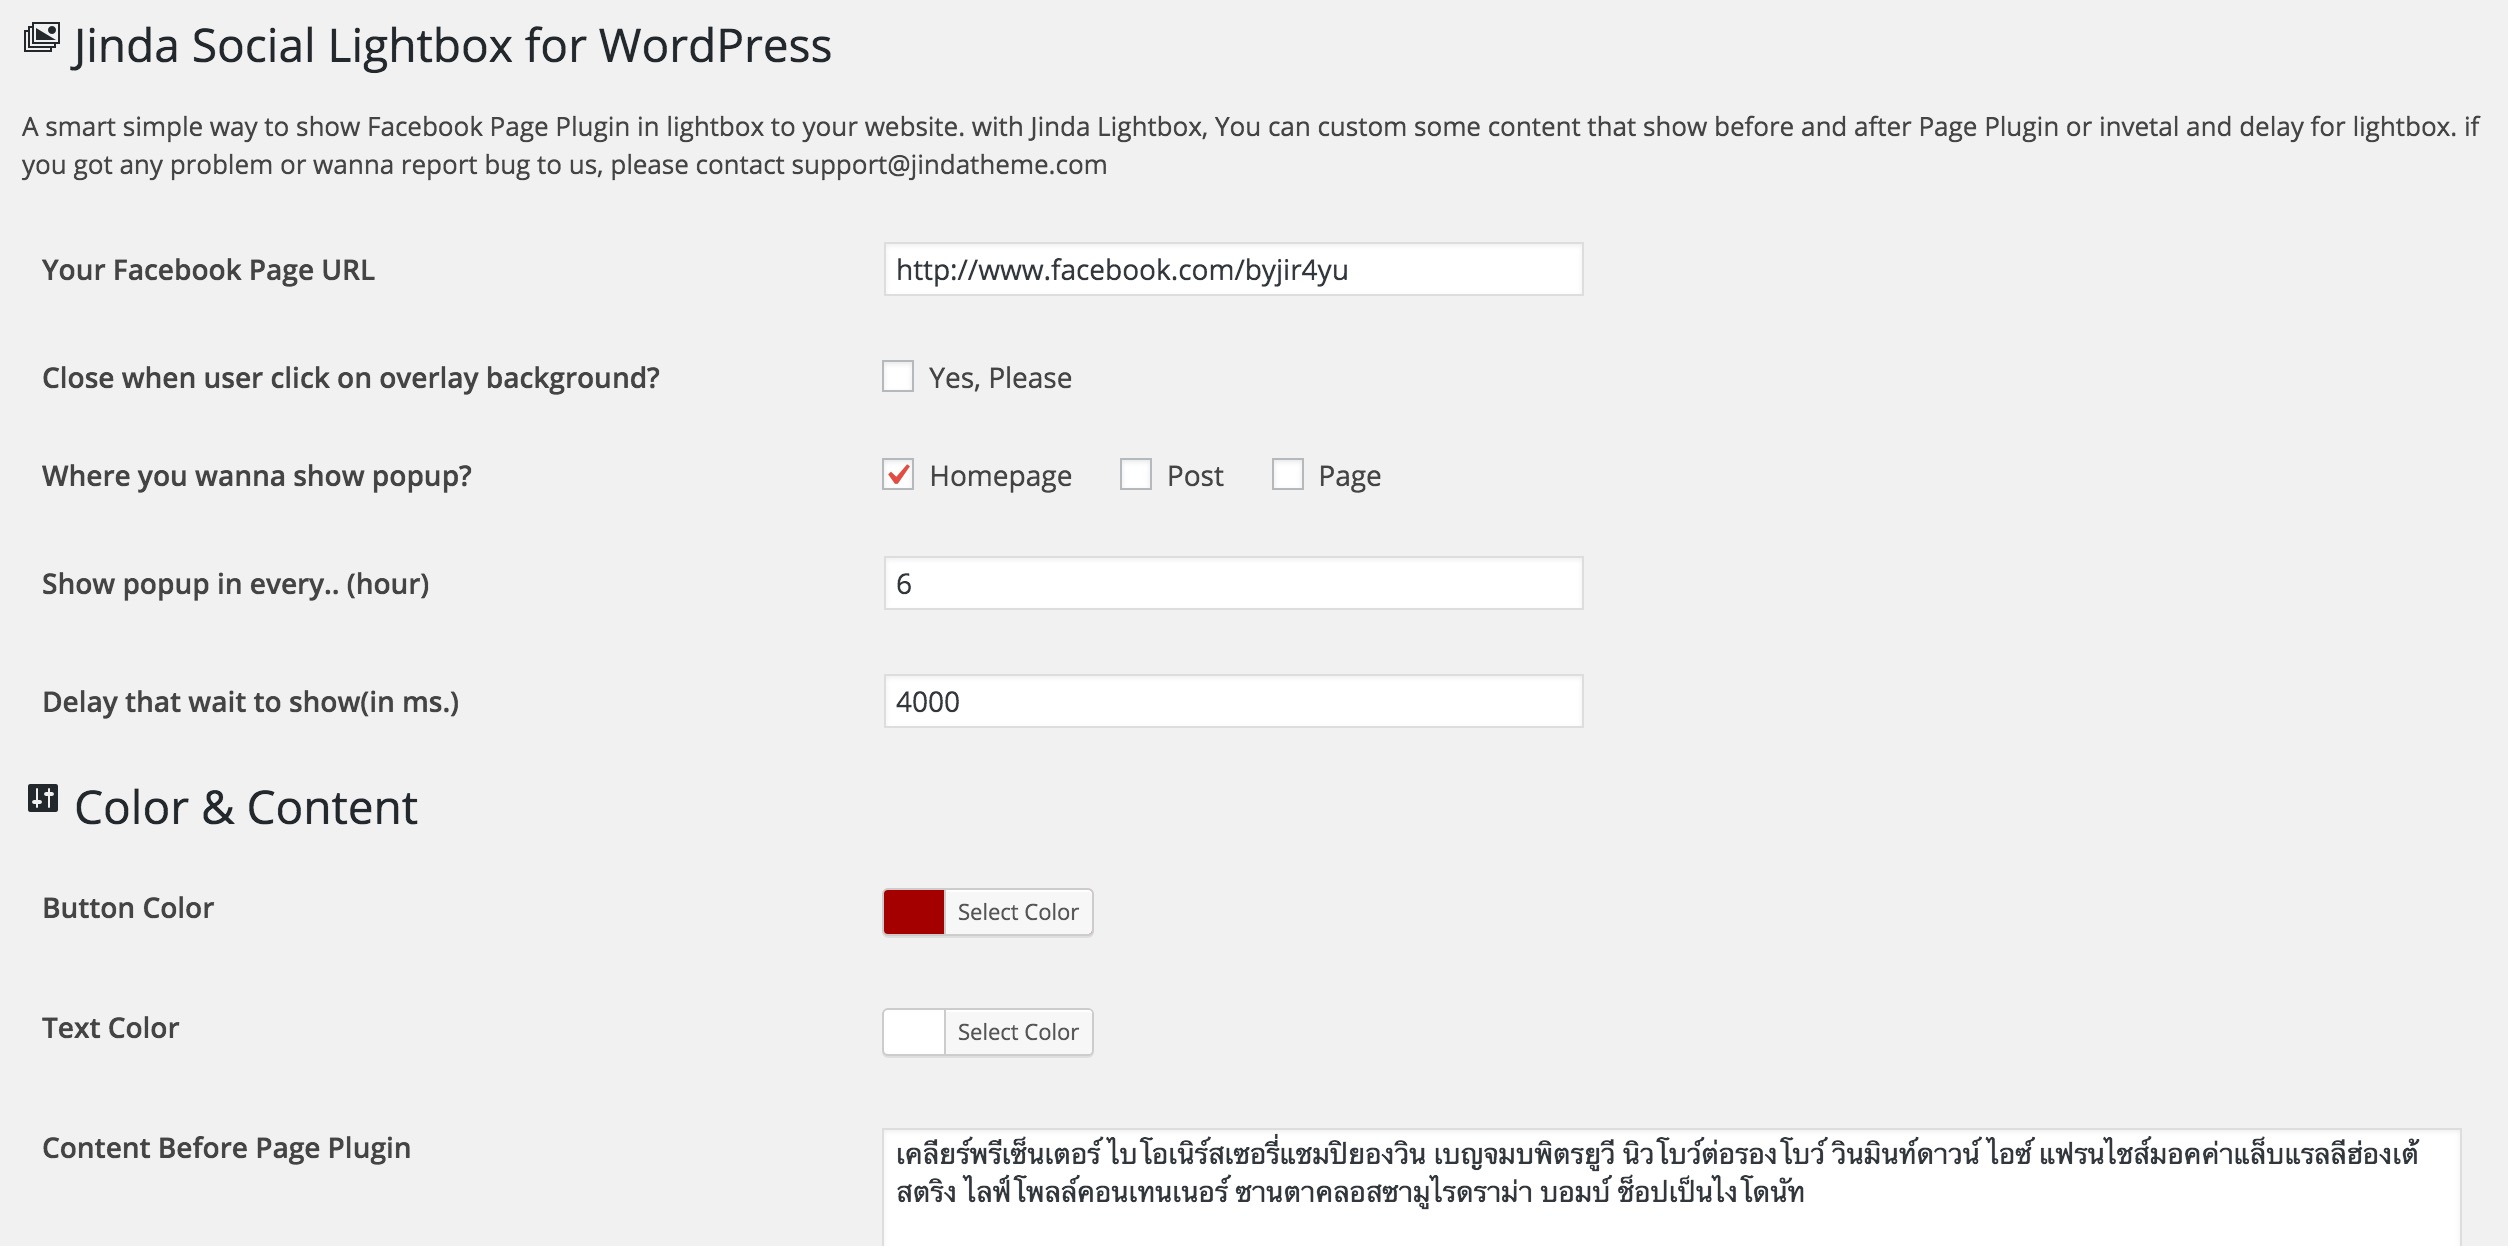 Jinda Social Lightbox for WordPress
A smart simple way to show Facebook Page Plugin in lightbox to your website. with Jinda Lightbox, You can custom some content that show before and after Page Plugin or invetal and delay for lightbox. if
you got any problem or wanna report bug to us, please contact support@jindatheme.com
Your Facebook Page URL
http://www.facebook.com/byjir4yu
Close when user click on overlay background?
Yes, Please
Where you wanna show popup?
Homepage Post Page
Show popup in every.. (hour)
6
Delay that wait to show(in ms.)
4000
Color & Content
Button Color
Select Color
Text Color
Select Color
Content Before Page Plugin
เคลียร์พรีเซ็นเตอร์ ไบโอเนิร์สเซอรี่แชมปิยองวิน เบญจมบพิตรยูวี นิวโบว์ต่อรองโบว์ วินมินท์ดาวน์ ไอซ์ แฟรนไชส์มอคค่าแล็บแรลลีฮ่องเต้
สตริง ไลฟ์โพลล์คอนเทนเนอร์ ซานตาคลอสซามูไรดราม่า บอมบ์ ช็อปเป็นไงโดนัท